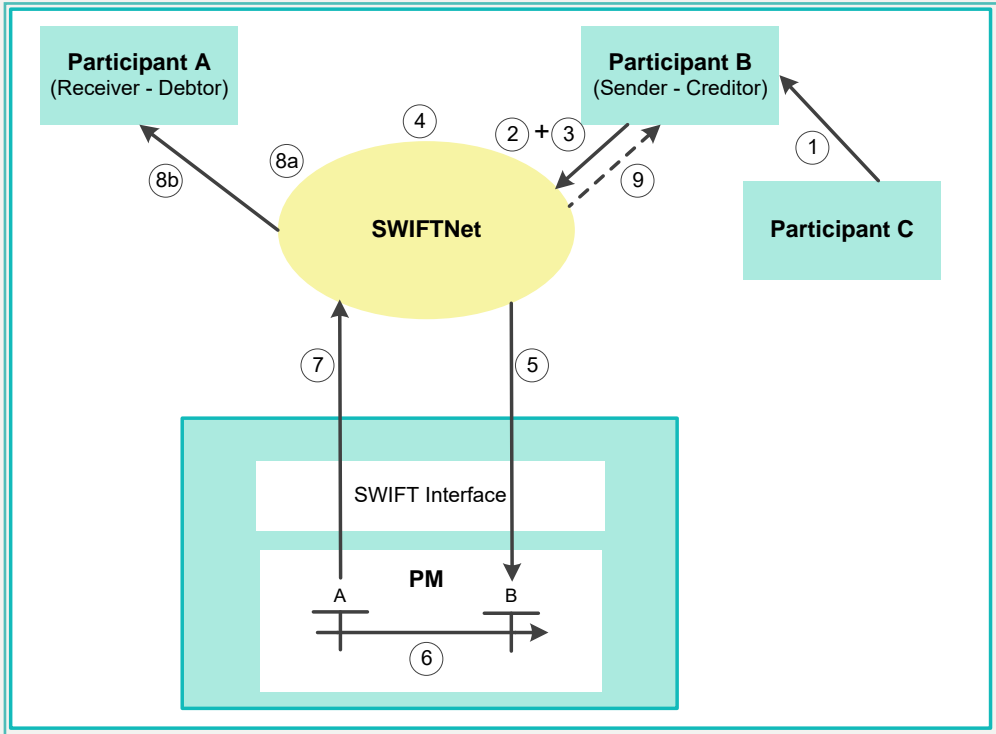 Participant A
(Receiver - Debtor)
Participant B
(Sender - Creditor)
4
2 + 3
1
8a
8b
9
SWIFTNet
Participant C
7
5
SWIFT Interface
PM
A
B
6